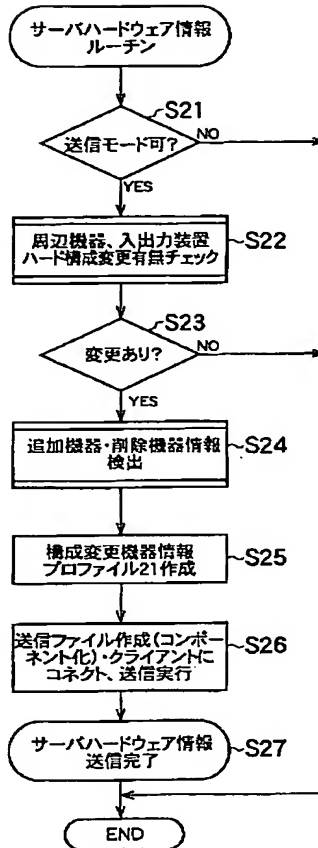 サーバハードウェア情報
ルーチン
S21
送信モード可?
NO
YES
周辺機器、入出力装置
ハード構成変更有無チェック
S22
S23
変更あり?
NO
YES
追加機器・削除機器情報
検出
S24
構成変更機器情報
プロファイル21作成
S25
送信ファイル作成(コンポ
ーネント化)・クライアントに
コネクト、送信実行
S26
サーバハードウェア情報
送信完了
S27
END